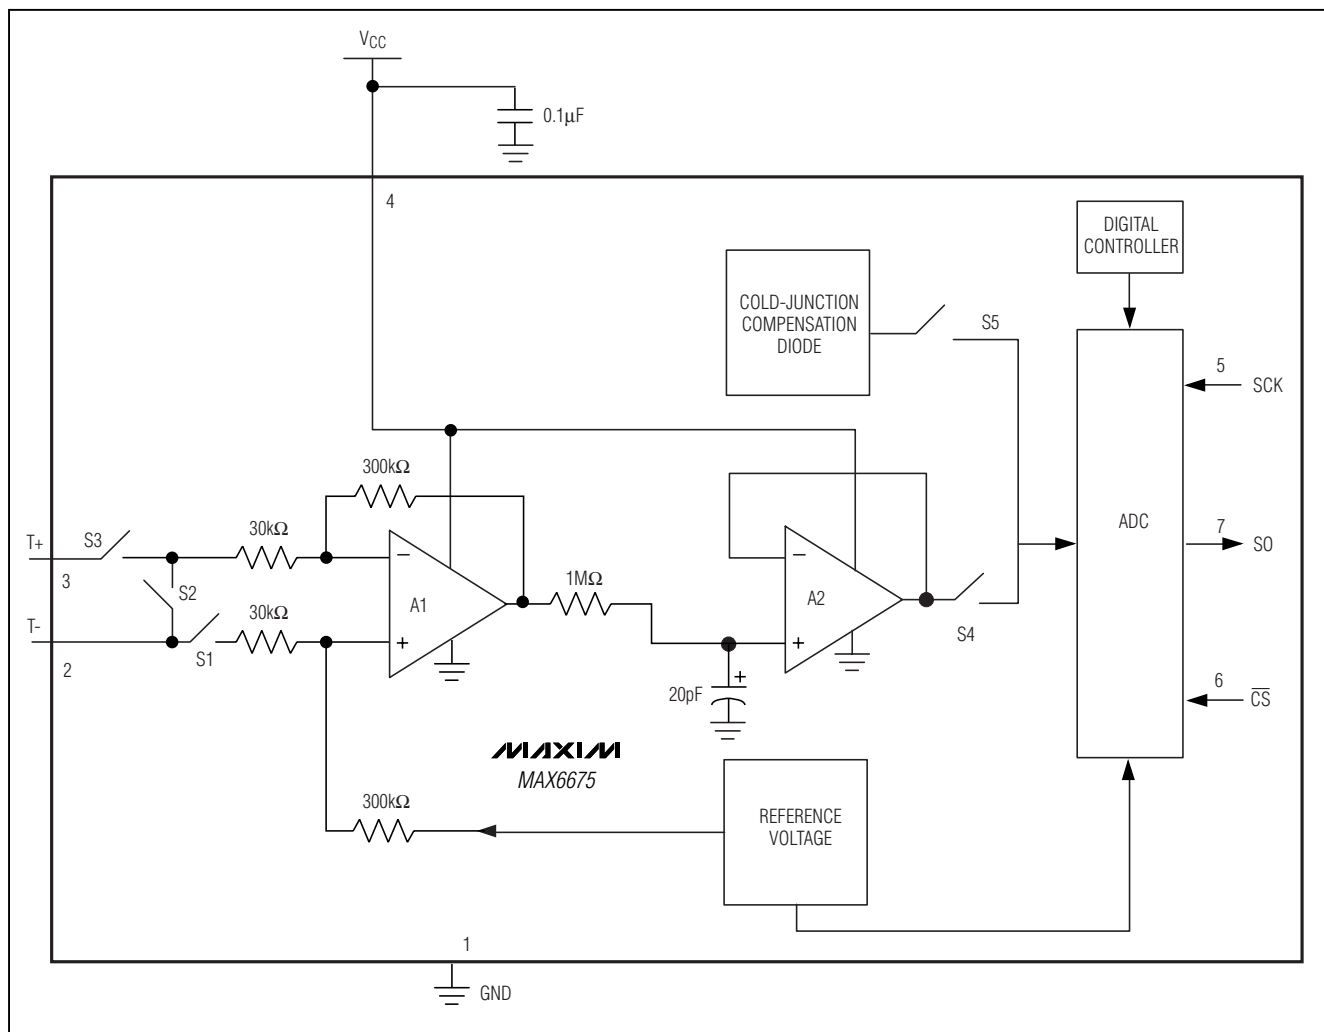 VCC
0.1µF
4
DIGITAL
CONTROLLER
COLD-JUNCTION
COMPENSATION
DIODE
S5
5
SCK
300kΩ
30kΩ
S3
T+
3
ADC
7
SO
S2
A1
−
+
1MΩ
A2
−
+
30kΩ
T-
S1
2
S4
20pF
+
6
CS
MAXIM
MAX6675
300kΩ
REFERENCE
VOLTAGE
1
GND